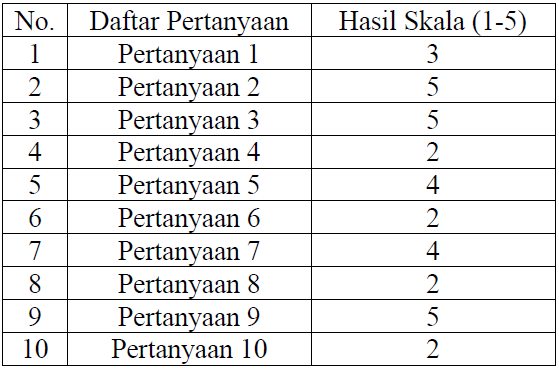 No. Daftar Pertanyaan Hasil Skala (1-5)
1 Pertanyaan 1 3
2 Pertanyaan 2 5
3 Pertanyaan 3 5
4 Pertanyaan 4 2
5 Pertanyaan 5 4
6 Pertanyaan 6 2
7 Pertanyaan 7 4
8 Pertanyaan 8 2
9 Pertanyaan 9 5
10 Pertanyaan 10 2